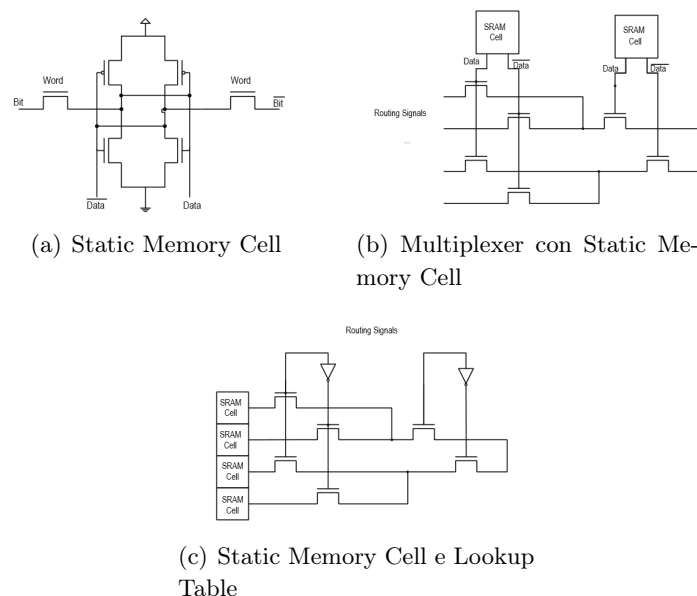 Word
Word
Bit
Bit
Data
Data
(a) Static Memory Cell
SRAM
Cell
SRAM
Cell
Data
Data
Data
Data
Routing Signals
...
(b) Multiplexer con Static Me-
mory Cell
Routing Signals
SRAM
Cell
SRAM
Cell
SRAM
Cell
SRAM
Cell
(c) Static Memory Cell e Lookup
Table